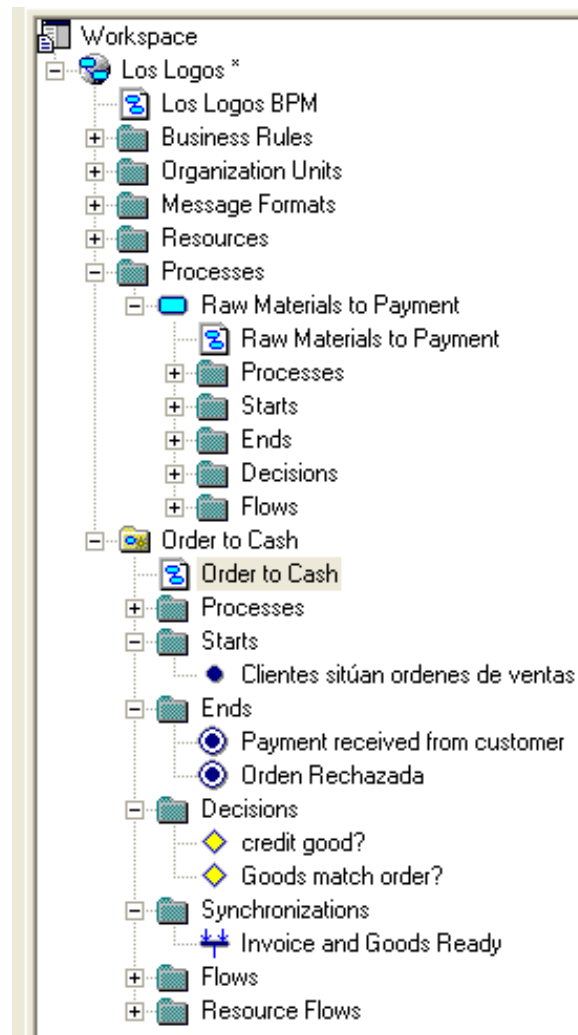 Workspace
Los Logos *
Los Logos BPM
Business Rules
Organization Units
Message Formats
Resources
Processes
Raw Materials to Payment
Raw Materials to Payment
Processes
Starts
Ends
Decisions
Flows
Order to Cash
Order to Cash
Processes
Starts
Clientes sitúan ordenes de ventas
Ends
Payment received from customer
Orden Rechazada
Decisions
credit good?
Goods match order?
Synchronizations
Invoice and Goods Ready
Flows
Resource Flows